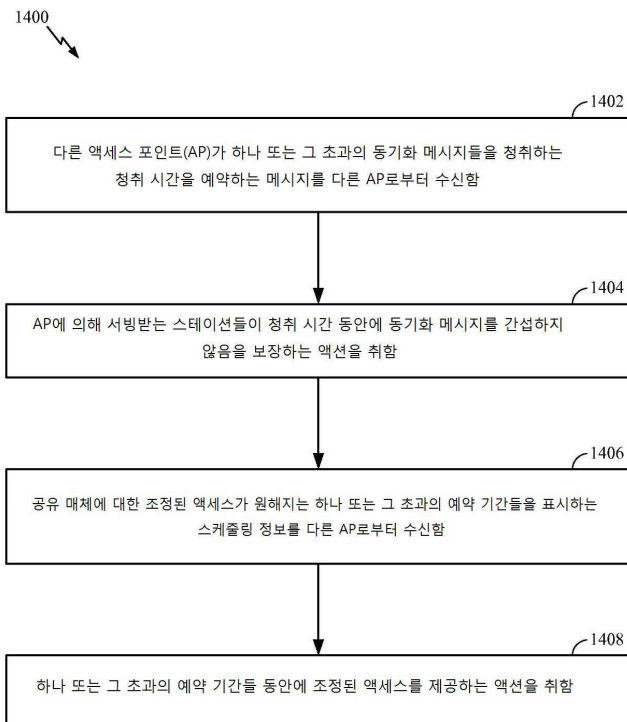 1400
1402
다른 액세스 포인트(AP)가 하나 또는 그 초과의 동기화 메시지들을 청취하는
청취 시간을 예약하는 메시지를 다른 AP로부터 수신함
1404
AP에 의해 서빙받는 스테이션들이 청취 시간 동안에 동기화 메시지를 간섭하지
않음을 보장하는 액션을 취함
1406
공유 매체에 대한 조정된 액세스가 원해지는 하나 또는 그 초과의 예약 기간들을 표시하는
스케줄링 정보를 다른 AP로부터 수신함
1408
하나 또는 그 초과의 예약 기간들 동안에 조정된 액세스를 제공하는 액션을 취함